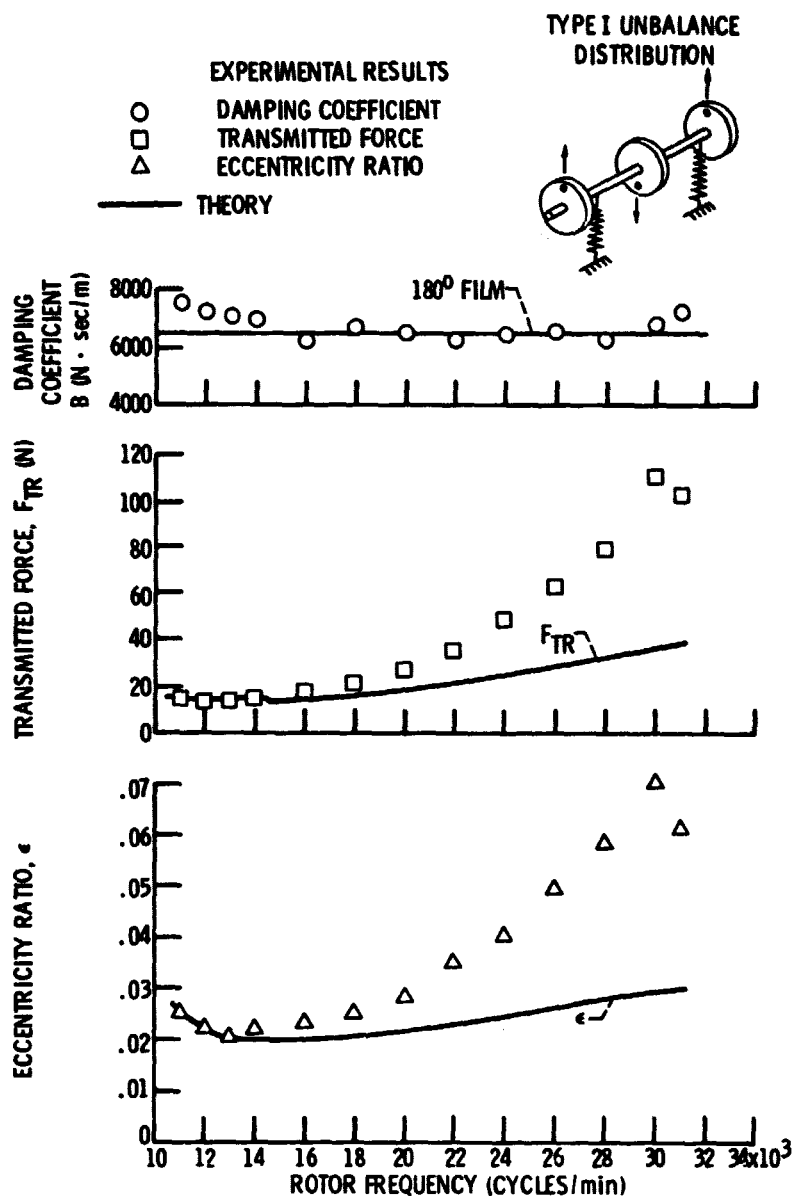 TYPE I UNBALANCE
DISTRIBUTION
EXPERIMENTAL RESULTS
DAMPING COEFFICIENT
TRANSMITTED FORCE
ECCENTRICITY RATIO
THEORY
DAMPING
COEFFICIENT
B (N · sec/m)
8000
6000
4000
180° FILM
TRANSMITTED FORCE, FTR (N)
120
100
80
60
40
20
0
FTR
ECCENTRICITY RATIO, ϵ
.07
.06
.05
.04
.03
.02
.01
0
ϵ
10 12 14 16 18 20 22 24 26 28 30 32 34x10³
ROTOR FREQUENCY (CYCLES/min)